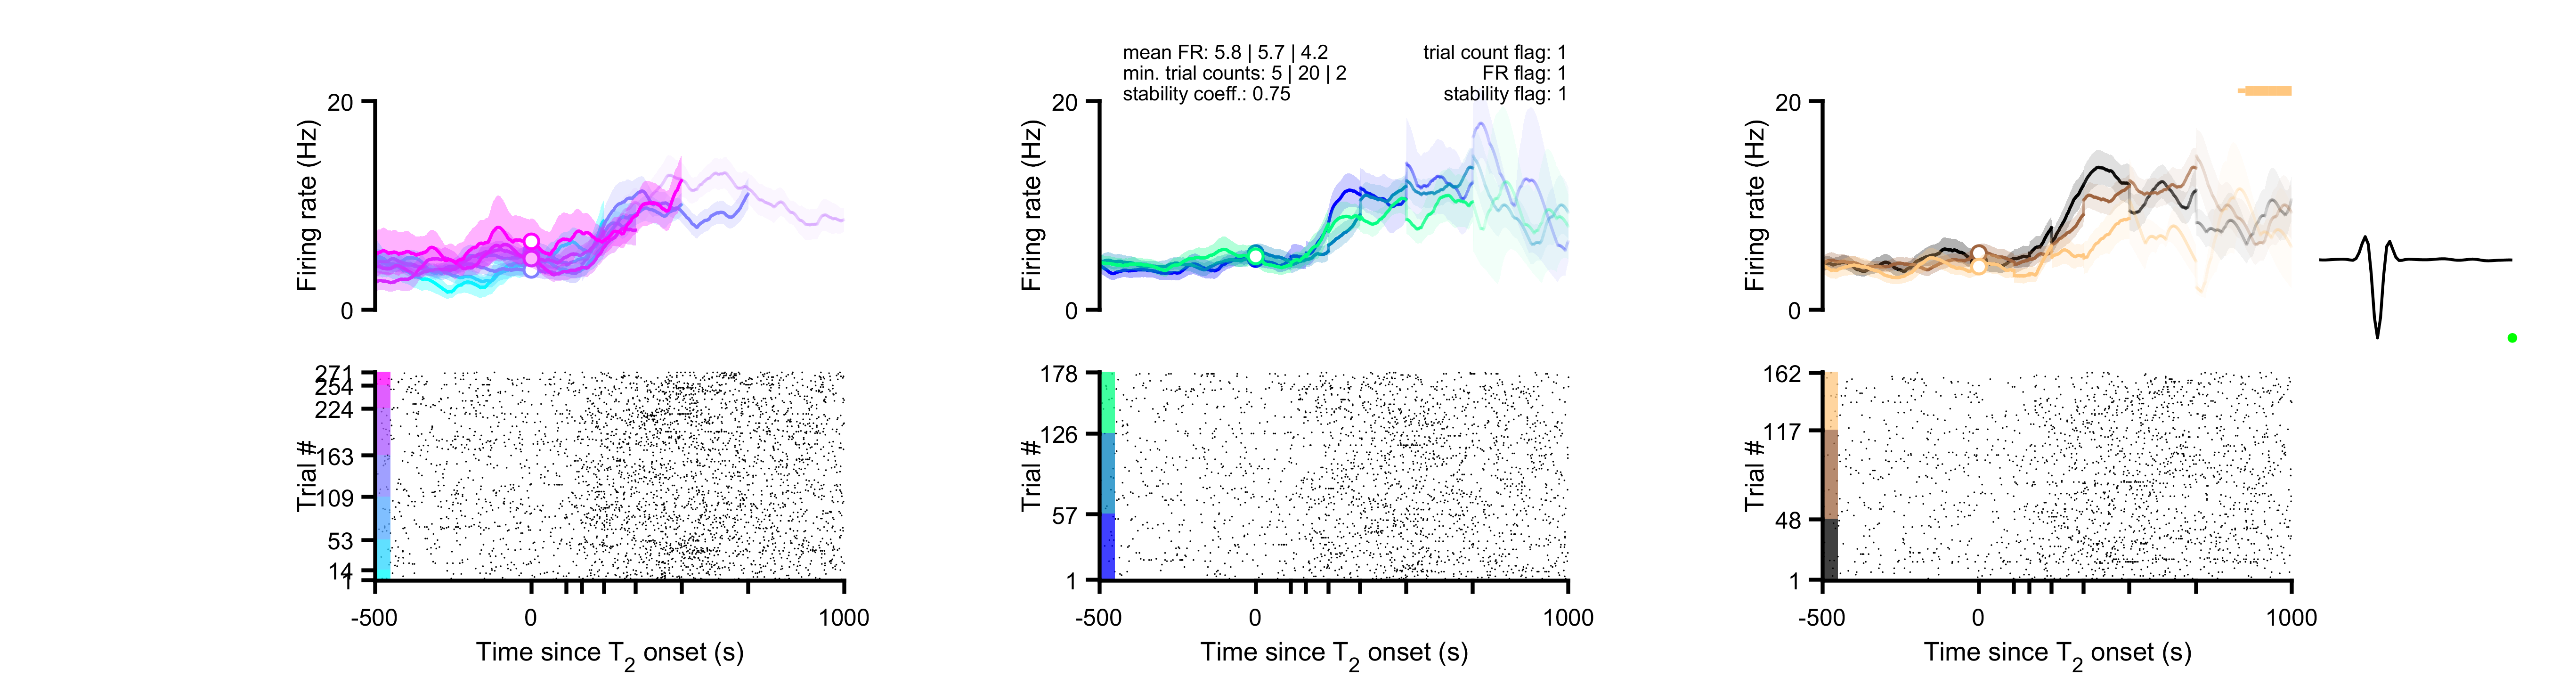 mean FR: 5.8 | 5.7 | 4.2
min. trial counts: 5 | 20 | 2
stability coeff.: 0.75
trial count flag: 1
FR flag: 1
stability flag: 1
20
Firing rate (Hz)
0
20
Firing rate (Hz)
0
20
Firing rate (Hz)
0
271
254
224
163
109
53
14
Trial #
-500
0
1000
Time since T2 onset (s)
178
126
57
1
Trial #
-500
0
1000
Time since T2 onset (s)
162
117
48
1
Trial #
-500
0
1000
Time since T2 onset (s)